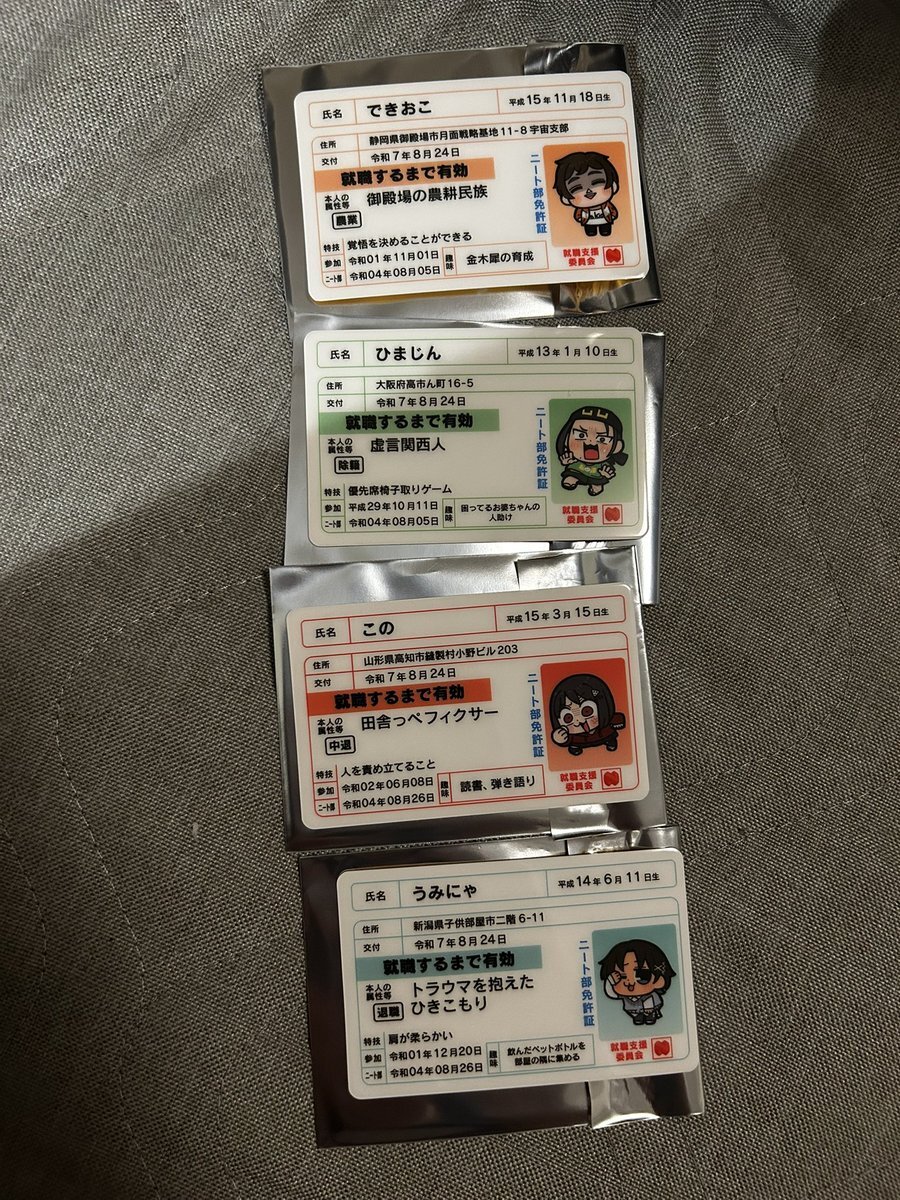 氏名 できおこ 平成15年11月18日生
住所 静岡県御殿場市月面戦略基地11-8宇宙支部
交付 令和7年8月24日
就職するまで有効
本人の属性等 御殿場の農耕民族
農業
特技 覚悟を決めることができる
参加 令和01年11月01日
ニート部 令和04年08月05日
趣味 金木犀の育成
ニート部免許証
就職支援
委員会
氏名 ひまじん 平成13年1月10日生
住所 大阪府高市ん町16-5
交付 令和7年8月24日
就職するまで有効
本人の属性等 虚言関西人
除籍
特技 優先席椅子取りゲーム
参加 平成29年10月11日
ニート部 令和04年08月05日
趣味 困ってるお婆ちゃんの
人助け
ニート部免許証
就職支援
委員会
氏名 この 平成15年3月15日生
住所 山形県高知市縫製村小野ビル203
交付 令和7年8月24日
就職するまで有効
本人の属性等 田舎っぺフィクサー
中退
特技 人を責め立てること
参加 令和02年06月08日
ニート部 令和04年08月26日
趣味 読書、弾き語り
ニート部免許証
就職支援
委員会
氏名 うみにゃ 平成14年6月11日生
住所 新潟県子供部屋市二階6-11
交付 令和7年8月24日
就職するまで有効
本人の属性等 トラウマを抱えた
ひきこもり
退職
特技 肩が柔らかい
参加 令和01年12月20日
ニート部 令和04年08月26日
趣味 飲んだペットボトルを
部屋の隅に集める
ニート部免許証
就職支援
委員会